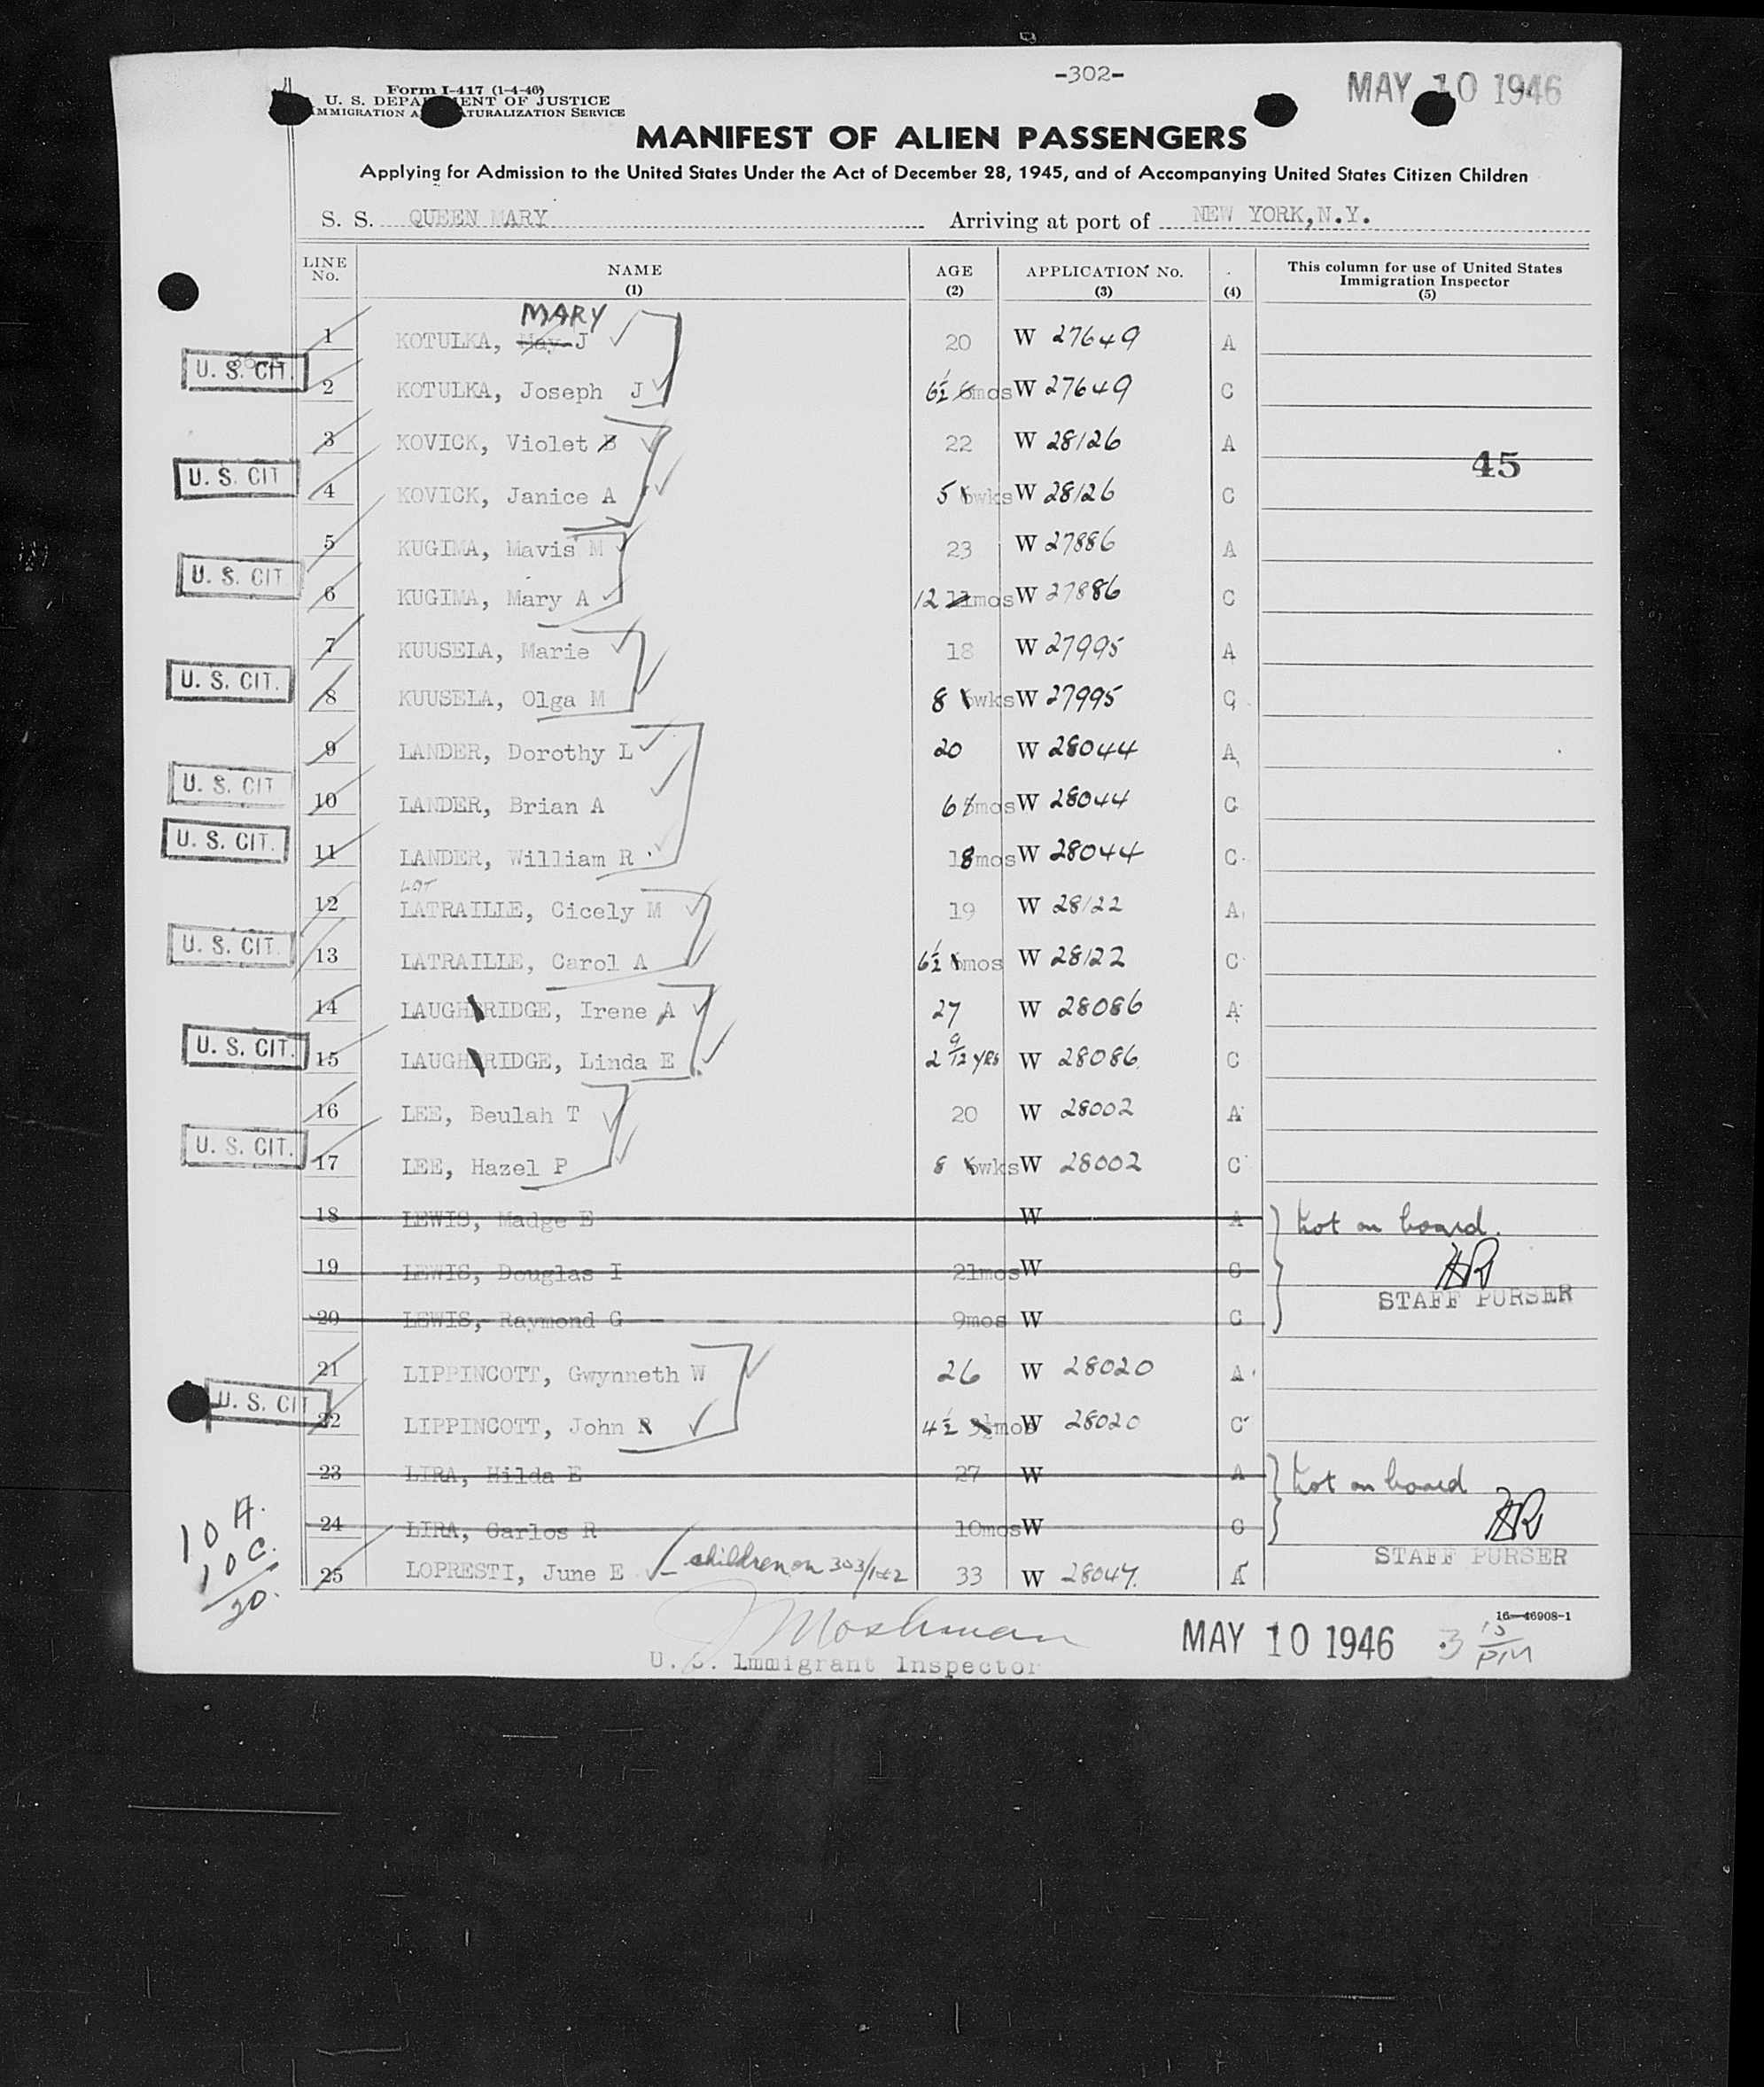 -302-
MAY 10 1946
Form I-417 (1-4-46)
U. S. DEPARTMENT OF JUSTICE
IMMIGRATION AND NATURALIZATION SERVICE
MANIFEST OF ALIEN PASSENGERS
Applying for Admission to the United States Under the Act of December 28, 1945, and of Accompanying United States Citizen Children
S. S. QUEEN MARY Arriving at port of NEW YORK, N.Y.
LINE No. NAME (1) AGE (2) APPLICATION No. (3) (4) This column for use of United States Immigration Inspector (5)
MARY
1 KOTULKA, May J 20 W 27649 A
U. S. CIT.
2 KOTULKA, Joseph J 6½ 6mos W 27649 C
3 KOVICK, Violet B 22 W 28126 A
45
U. S. CIT
4 KOVICK, Janice A 5 wks W 28126 C
5 KUGIMA, Mavis M 23 W 27886 A
U. S. CIT
6 KUGIMA, Mary A 12 11mos W 27886 C
7 KUUSELA, Marie 18 W 27995 A
U. S. CIT.
8 KUUSELA, Olga M 8 wks W 27995 C
9 LANDER, Dorothy L 20 W 28044 A
U. S. CIT
10 LANDER, Brian A 6 mos W 28044 C
U. S. CIT.
11 LANDER, William R 18mos W 28044 C
LAT
12 LATRAILLE, Cicely M 19 W 28122 A
U. S. CIT.
13 LATRAILLE, Carol A 6½ mos W 28122 C
14 LAUGHRIDGE, Irene A 27 W 28086 A
U. S. CIT.
15 LAUGHRIDGE, Linda E 2 9/12 YRS W 28086 C
16 LEE, Beulah T 20 W 28002 A
U. S. CIT.
17 LEE, Hazel P 8 wks W 28002 C
18 LEWIS, Madge E W A Not on board.
19 LEWIS, Douglas I 21mos W C HR
STAFF PURSER
20 LEWIS, Raymond G 9mos W C
21 LIPPINCOTT, Gwynneth W 26 W 28020 A
U. S. CIT
22 LIPPINCOTT, John R 4½ 3½mos W 28020 C
23 LIRA, Hilda E 27 W A Not on board
24 LIRA, Carlos R 10mos W C HR
STAFF PURSER
25 LOPRESTI, June E children on 303/1+2 33 W 28047 A
10 A.
10 C.
20.
16—46908-1
J Moshman
MAY 10 1946 3 15 PM
U. S. Immigrant Inspector